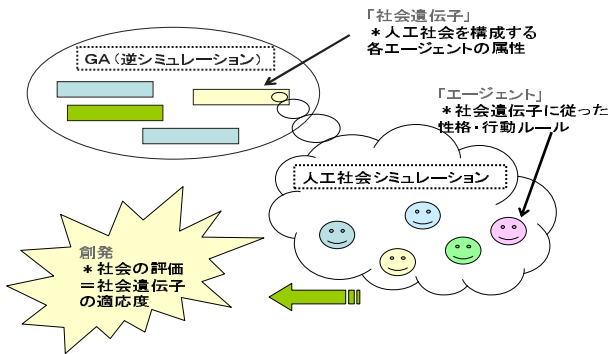 「社会遺伝子」
＊人工社会を構成する
各エージェントの属性
GA（逆シミュレーション）
「エージェント」
＊社会遺伝子に従った
性格・行動ルール
人工社会シミュレーション
創発
＊社会の評価
＝社会遺伝子
の適応度